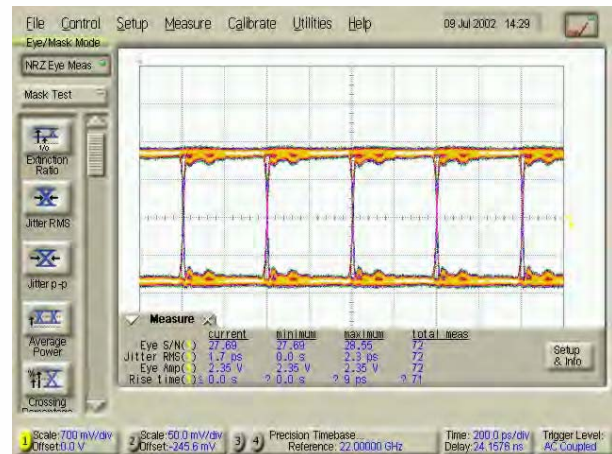 File Control Setup Measure Calibrate Utilities Help 09 Jul 2002 14:29
Eye/Mask Mode
NRZ Eye Meas
Mask Test
Extinction
Ratio
Jitter RMS
Jitter p-p
Average
Power
Crossing
Measure
current minimum maximum total meas
Eye S/N( ) 27.69 27.69 28.55 72
Jitter RMS( ) 1.7 ps 0.0 s 2.3 ps 72
Eye Amp( ) 2.35 V 2.35 V 2.35 V 72
Rise time( )? 0.0 s ? 0.0 s ? 9 ps ? 71
Setup
& Info
1 Scale:700 mV/div
Offset:0.0 V
2 Scale:50.0 mV/div
Offset:-245.6 mV
3 4
Precision Timebase...
Reference: 22.00000 GHz
Time: 200.0 ps/div
Delay:24.1576 ns
Trigger Level:
AC Coupled